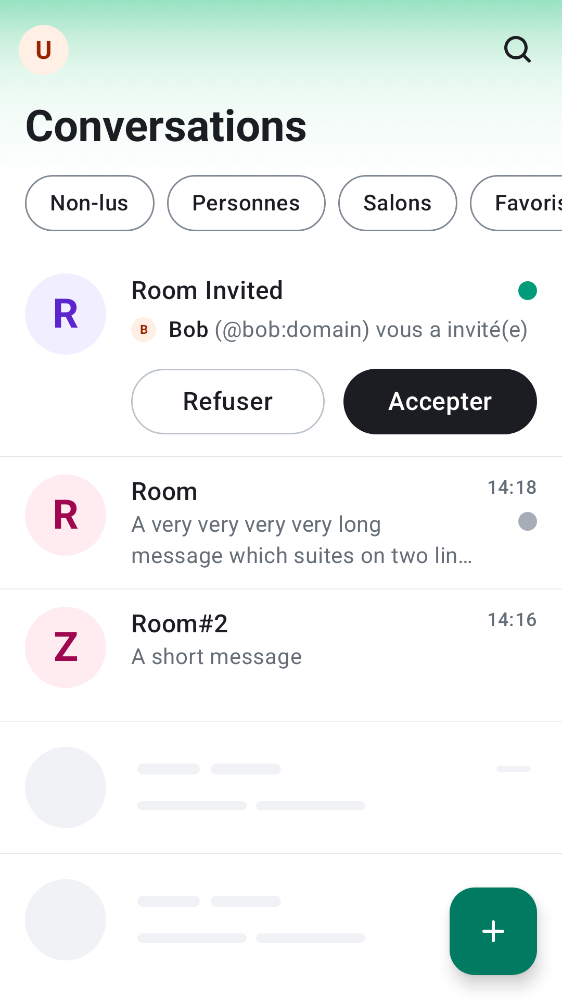 U
Conversations
Non-lus Personnes Salons Favoris
R
Room Invited
B Bob (@bob:domain) vous a invité(e)
Refuser Accepter
R
Room 14:18
A very very very very long
message which suites on two lin…
Z
Room#2 14:16
A short message